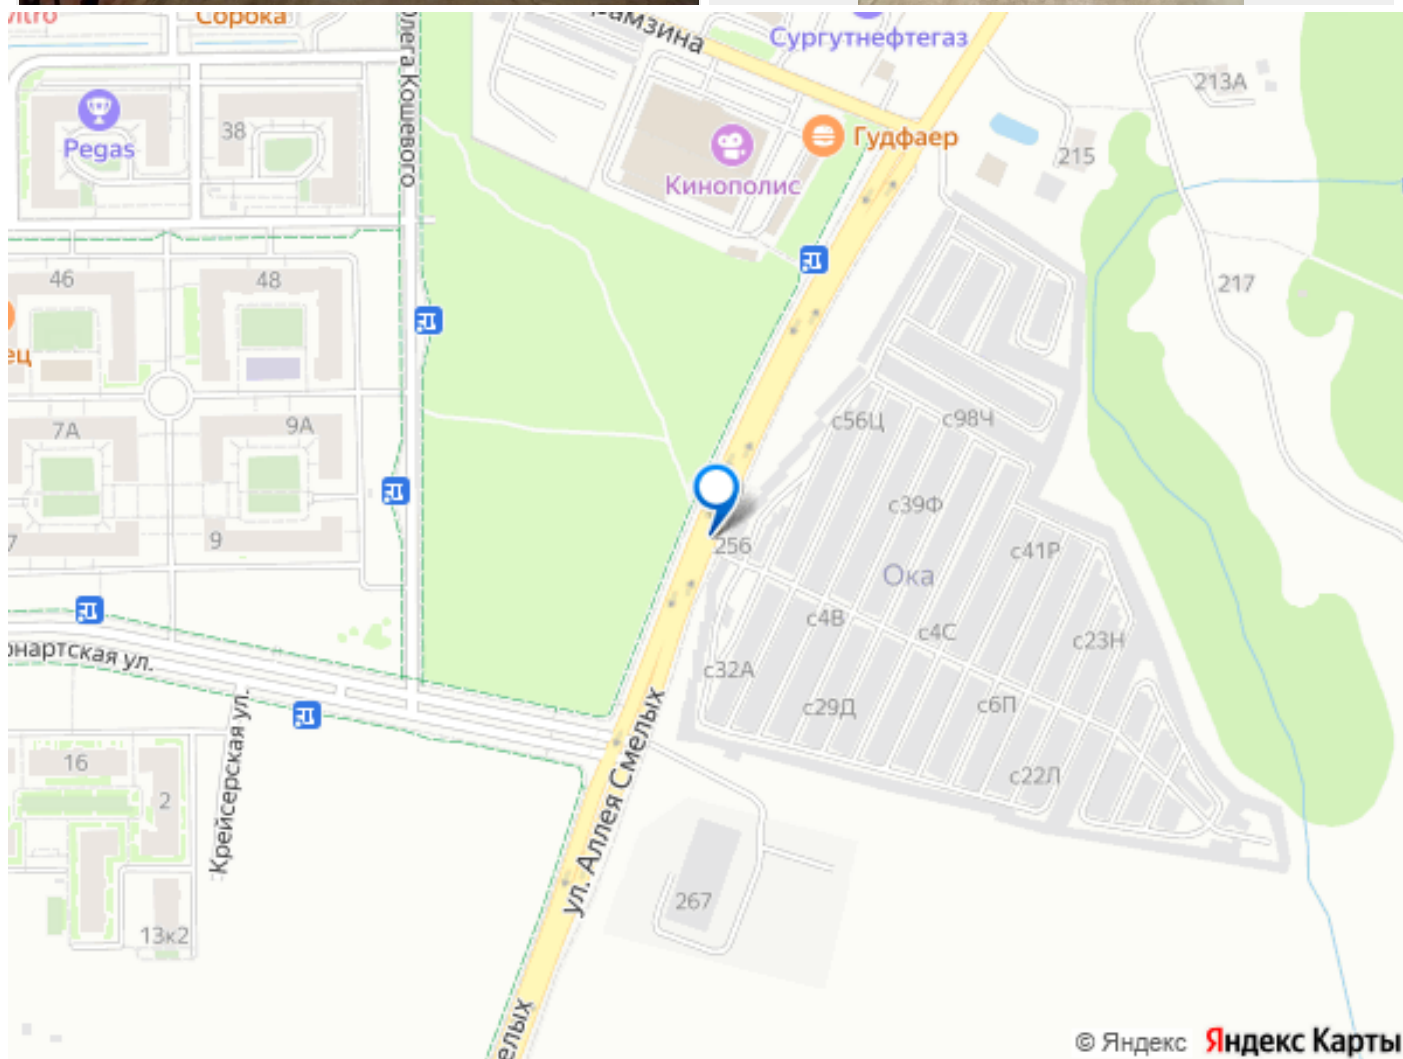 Сорока
Сургутнефтегаз
213А
Олега Кошевого
Pegas
38
Гудфаер
Кинополис
215
46
48
217
ец
7А
9А
с56Ц
с98Ч
с39Ф
7
9
256
с41Р
Ока
с4В
с4С
с23Н
с32А
с29Д
с6П
с22Л
16
2
Крейсерская ул.
ул. Аллея Смелых
267
13к2
© Яндекс
Яндекс Карты